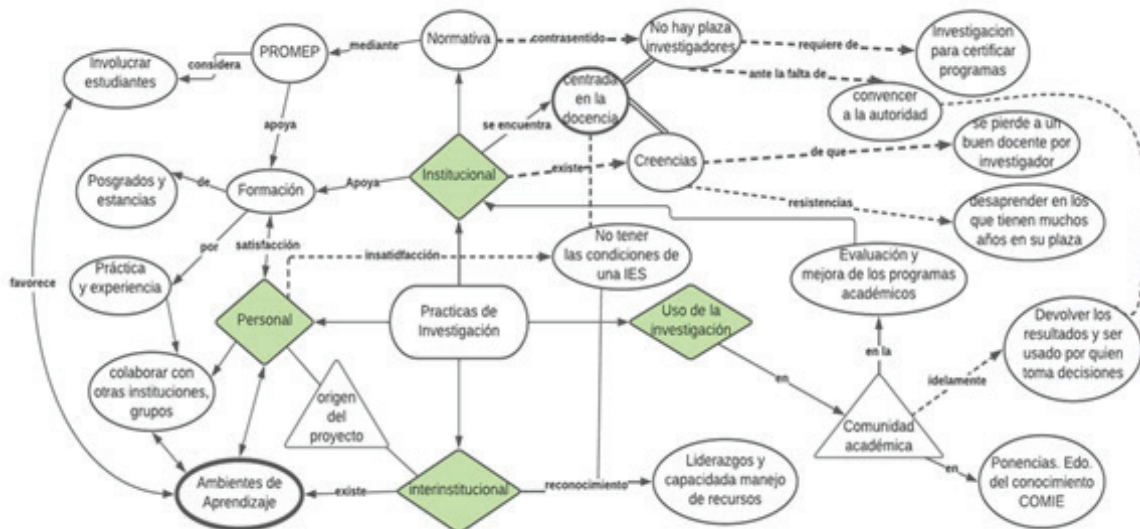 PROMEP
mediante
Normativa
contrasentido
No hay plaza
investigadores
requiere de
Investigacion
para certificar
programas
Involucrar
estudiantes
considera
ante la falta de
centrada
en la
docencia
convencer
a la autoridad
apoya
se encuentra
se pierde a un
buen docente por
investigador
Posgrados y
estancias
de
Formación
Apoya
Institucional
existe
Creencias
de que
resistencias
desaprender en los
que tienen muchos
años en su plaza
por
satisfacción
insatidfacción
No tener
las condiciones de
una IES
Evaluación y
mejora de los programas
académicos
Práctica
y experiencia
favorece
Personal
Practicas de
Investigación
Uso de la
investigación
Devolver los
resultados y ser
usado por quien
toma decisiones
en la
idelamente
en
colaborar con
otras instituciones,
grupos
origen
del
proyecto
Comunidad
académica
Ambientes de
Aprendizaje
existe
interinstitucional
reconocimiento
Liderazgos y
capacidada manejo
de recursos
en
Ponencias. Edo.
del conocimiento
COMIE